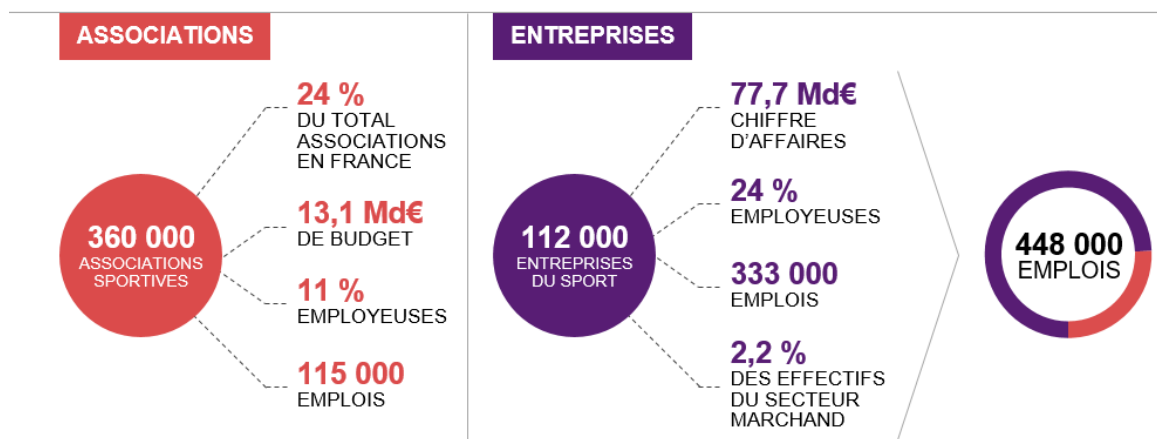 ASSOCIATIONS
24 %
DU TOTAL
ASSOCIATIONS
EN FRANCE
360 000
ASSOCIATIONS
SPORTIVES
13,1 Md€
DE BUDGET
11 %
EMPLOYEUSES
115 000
EMPLOIS
ENTREPRISES
77,7 Md€
CHIFFRE
D’AFFAIRES
112 000
ENTREPRISES
DU SPORT
24 %
EMPLOYEUSES
333 000
EMPLOIS
2,2 %
DES EFFECTIFS
DU SECTEUR
MARCHAND
448 000
EMPLOIS